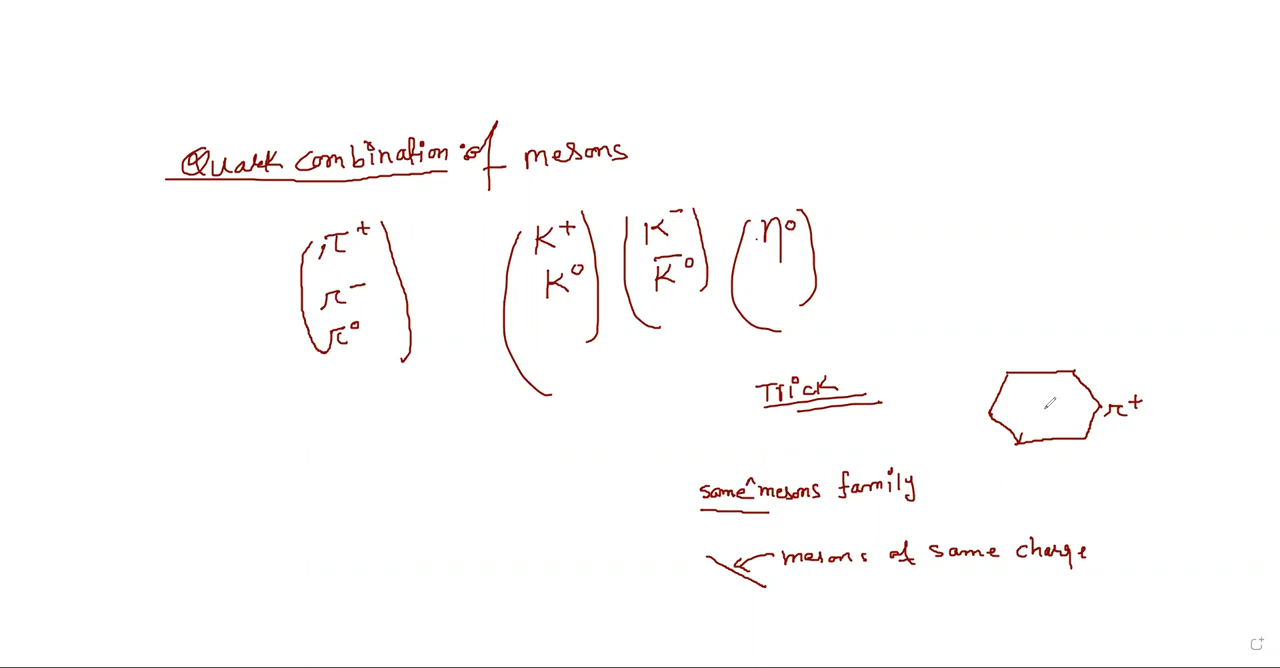 Quark combination of mesons
π+ K+ K- η0
π- K0 K̅0
π0
Trick
π+
same mesons family
mesons of same charge